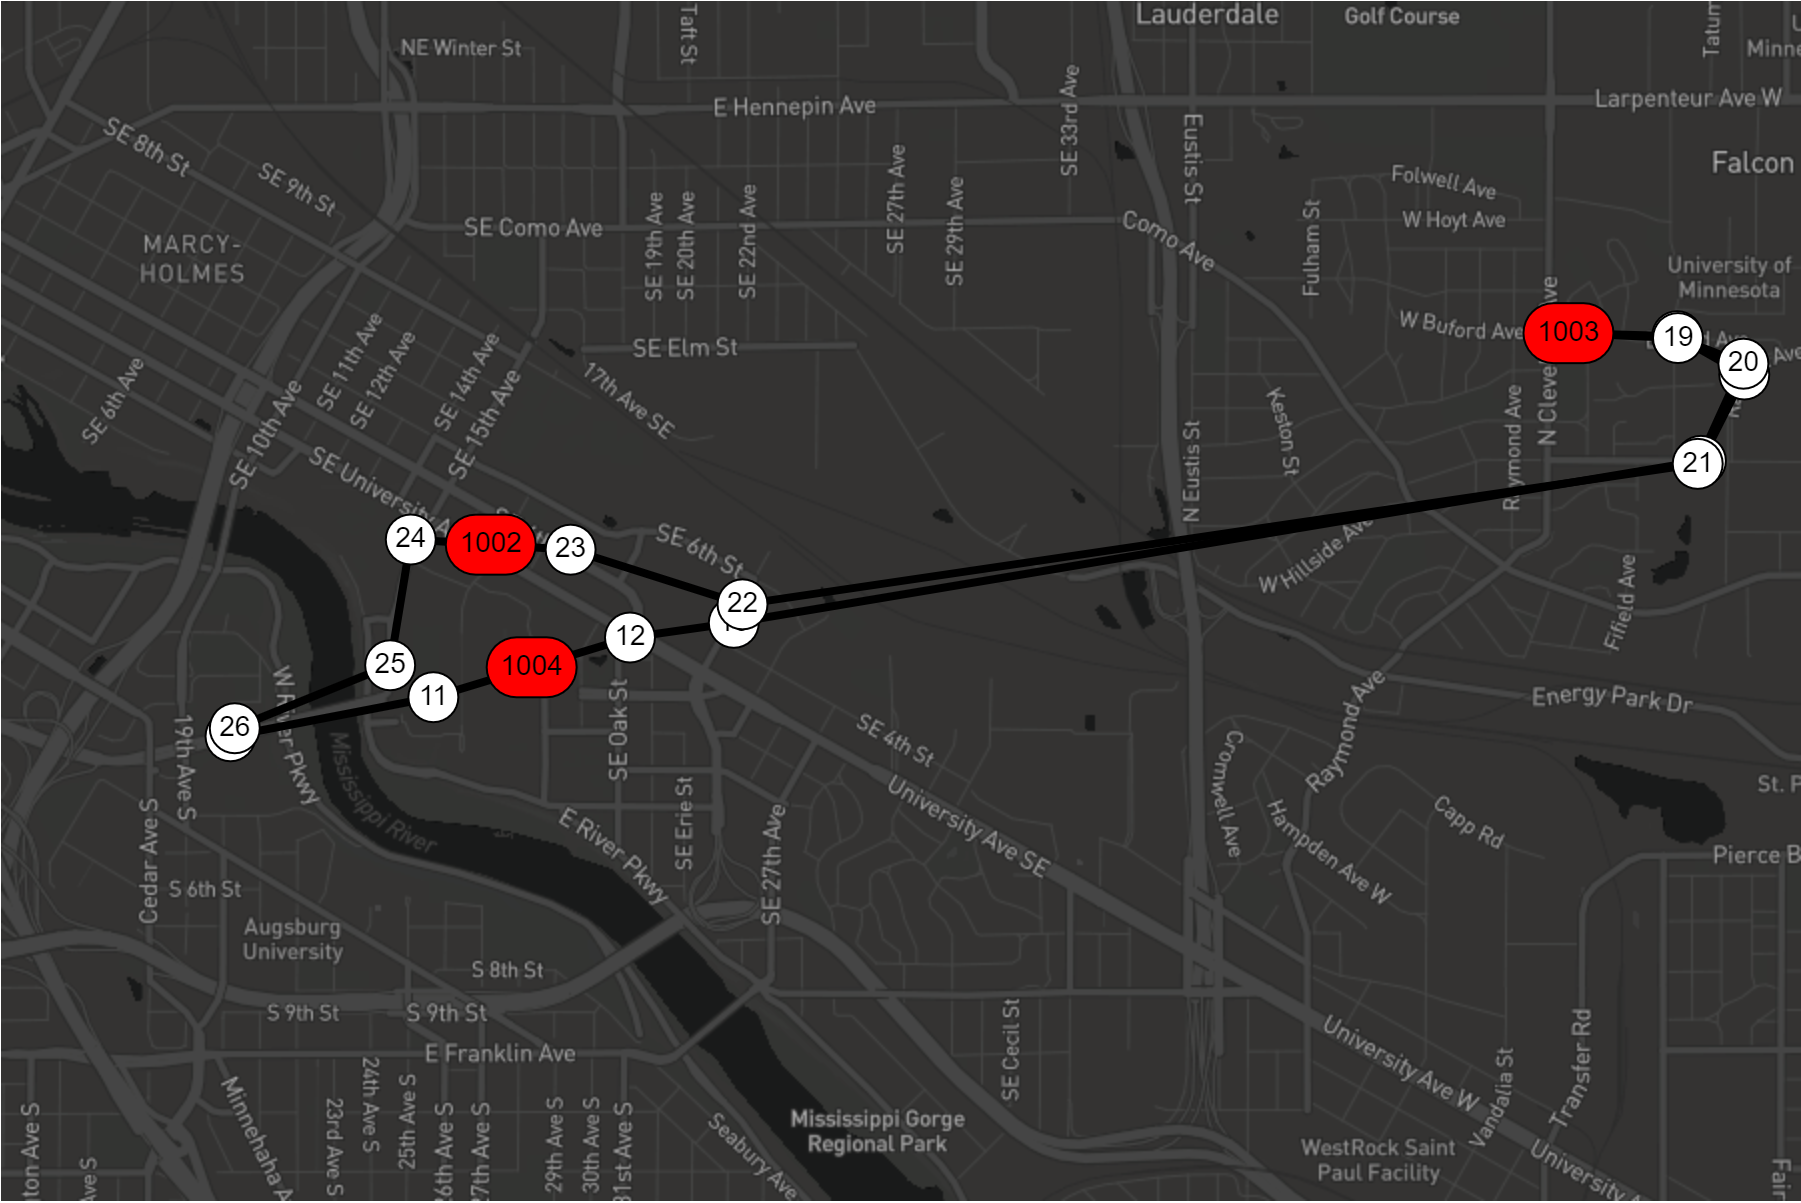 Lauderdale
Golf Course
Tatum
Minne
NE Winter St
Taft St
E Hennepin Ave
Larpenteur Ave W
SE 33rd Ave
Eustis St
SE 8th St
SE 9th St
Falcon
Folwell Ave
W Hoyt Ave
SE Como Ave
SE 19th Ave
SE 20th Ave
SE 22nd Ave
SE 27th Ave
SE 29th Ave
Como Ave
Fulham St
MARCY-
HOLMES
University of
Minnesota
W Buford Ave
1003
19
20
Ave
SE Elm St
17th Ave SE
SE 6th Ave
SE 10th Ave
SE 11th Ave
SE 12th Ave
SE 14th Ave
SE 15th Ave
Keston St
Raymond Ave
N Cleve
Ave
N Eustis St
21
SE University A
24
1002
23
SE 6th St
22
W Hillside Ave
Fifield Ave
12
25
1004
11
26
W River Pkwy
Mississippi River
19th Ave S
SE Oak St
SE 4th St
Energy Park Dr
Raymond Ave
Cromwell Ave
Hampden Ave W
Capp Rd
St. P
Pierce B
University Ave SE
Cedar Ave S
E River Pkwy
SE Erie St
SE 27th Ave
S 6th St
Augsburg
University
S 8th St
S 9th St
S 9th St
E Franklin Ave
SE Cecil St
University Ave W
Transfer Rd
Vandalia St
Minnehaha A
23rd Ave S
24th Ave S
25th Ave S
26th Ave S
27th Ave S
29th Ave S
30th Ave S
31st Ave S
Seabury Ave
Mississippi Gorge
Regional Park
WestRock Saint
Paul Facility
University
Fair
ton Ave S
Ave S